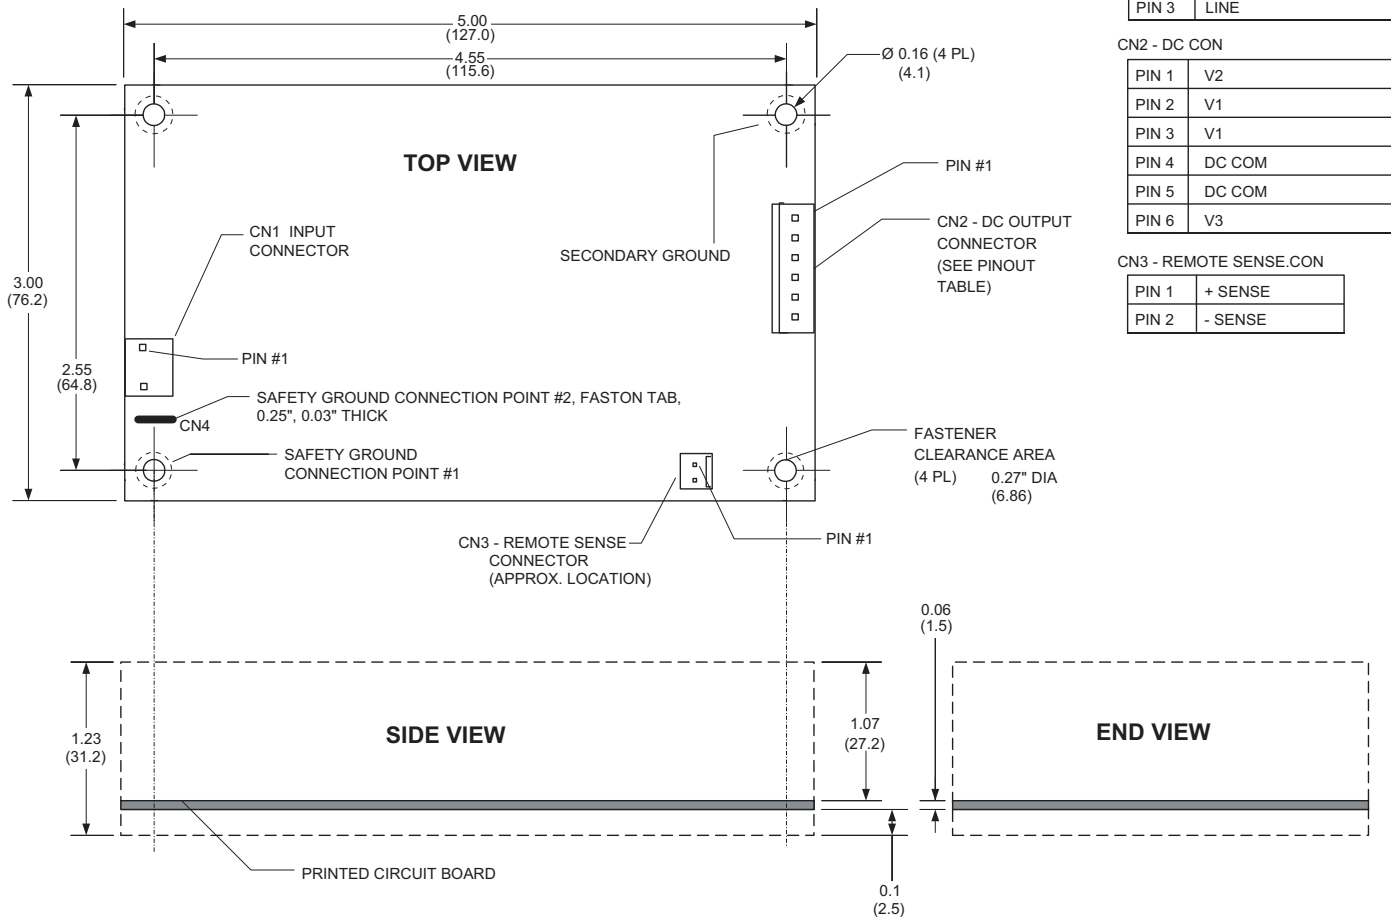 5.00
(127.0)
4.55
(115.6)
Ø 0.16 (4 PL)
(4.1)
TOP VIEW
PIN #1
CN1 INPUT
CONNECTOR
SECONDARY GROUND
CN2 - DC OUTPUT
CONNECTOR
(SEE PINOUT
TABLE)
3.00
(76.2)
2.55
(64.8)
PIN #1
SAFETY GROUND CONNECTION POINT #2, FASTON TAB,
0.25", 0.03" THICK
CN4
SAFETY GROUND
CONNECTION POINT #1
FASTENER
CLEARANCE AREA
(4 PL) 0.27" DIA
(6.86)
CN3 - REMOTE SENSE
CONNECTOR
(APPROX. LOCATION)
PIN #1
PIN 3 LINE
CN2 - DC CON
PIN 1 V2
PIN 2 V1
PIN 3 V1
PIN 4 DC COM
PIN 5 DC COM
PIN 6 V3
CN3 - REMOTE SENSE.CON
PIN 1 + SENSE
PIN 2 - SENSE
1.23
(31.2)
SIDE VIEW
1.07
(27.2)
0.06
(1.5)
END VIEW
PRINTED CIRCUIT BOARD
0.1
(2.5)